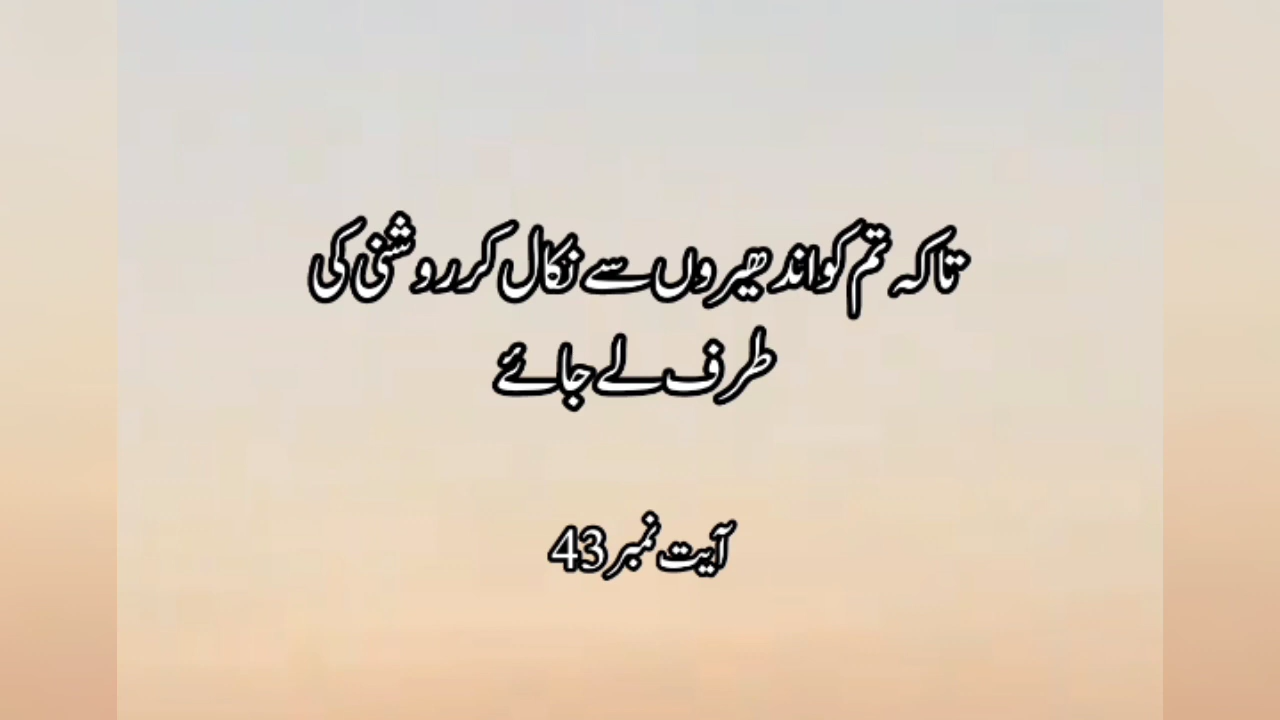 تاکہ تم کو اندھیروں سے نکال کر روشنی کی
طرف لے جائے
آیت نمبر 43